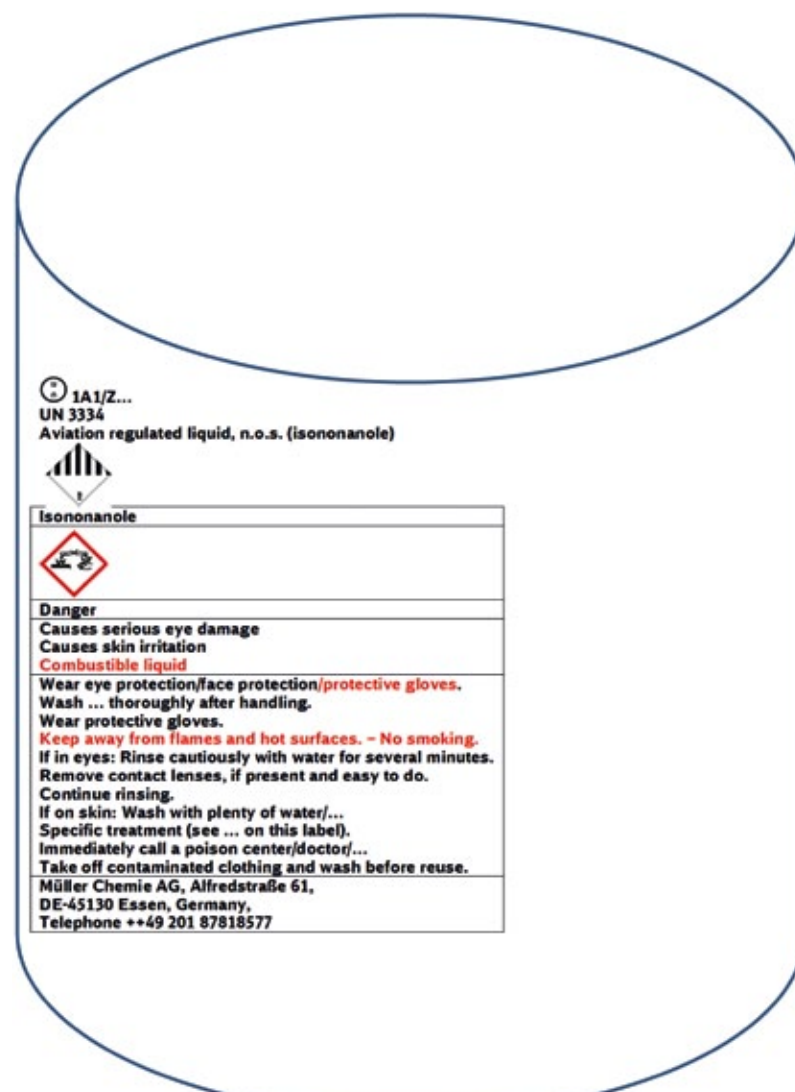 u n 1A1/Z...
UN 3334
Aviation regulated liquid, n.o.s. (isononanole)
9
Isononanole
Danger
Causes serious eye damage
Causes skin irritation
Combustible liquid
Wear eye protection/face protection/protective gloves.
Wash ... thoroughly after handling.
Wear protective gloves.
Keep away from flames and hot surfaces. – No smoking.
If in eyes: Rinse cautiously with water for several minutes.
Remove contact lenses, if present and easy to do.
Continue rinsing.
If on skin: Wash with plenty of water/...
Specific treatment (see ... on this label).
Immediately call a poison center/doctor/...
Take off contaminated clothing and wash before reuse.
Müller Chemie AG, Alfredstraße 61,
DE-45130 Essen, Germany,
Telephone ++49 201 87818577